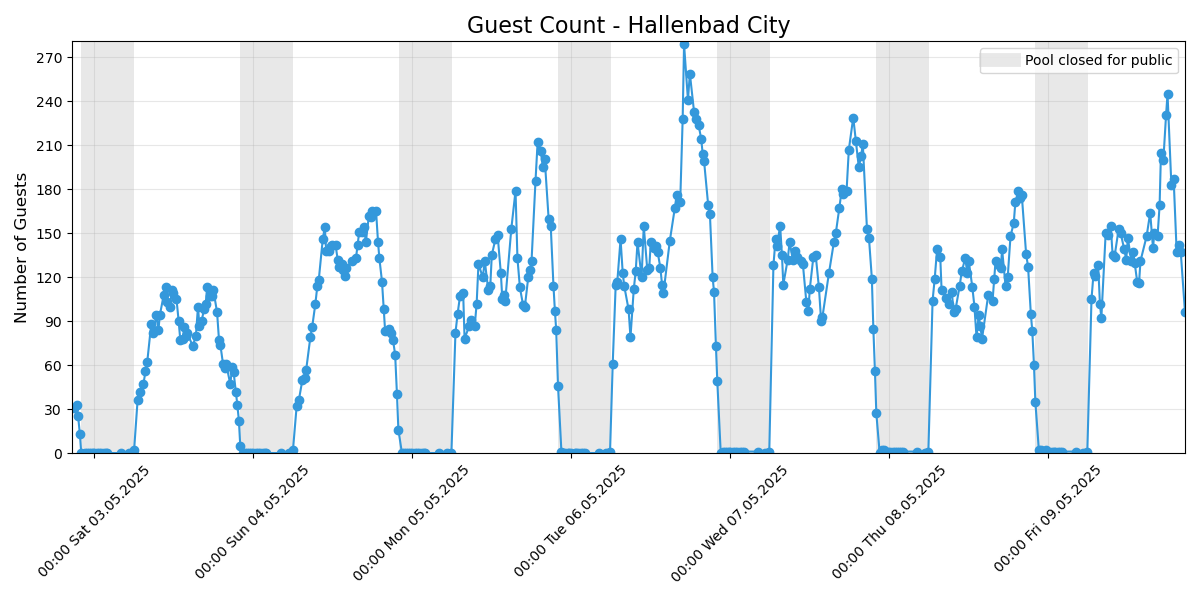 Guest Count - Hallenbad City
Pool closed for public
Number of Guests
270
240
210
180
150
120
90
60
30
0
00:00 Sat 03.05.2025
00:00 Sun 04.05.2025
00:00 Mon 05.05.2025
00:00 Tue 06.05.2025
00:00 Wed 07.05.2025
00:00 Thu 08.05.2025
00:00 Fri 09.05.2025